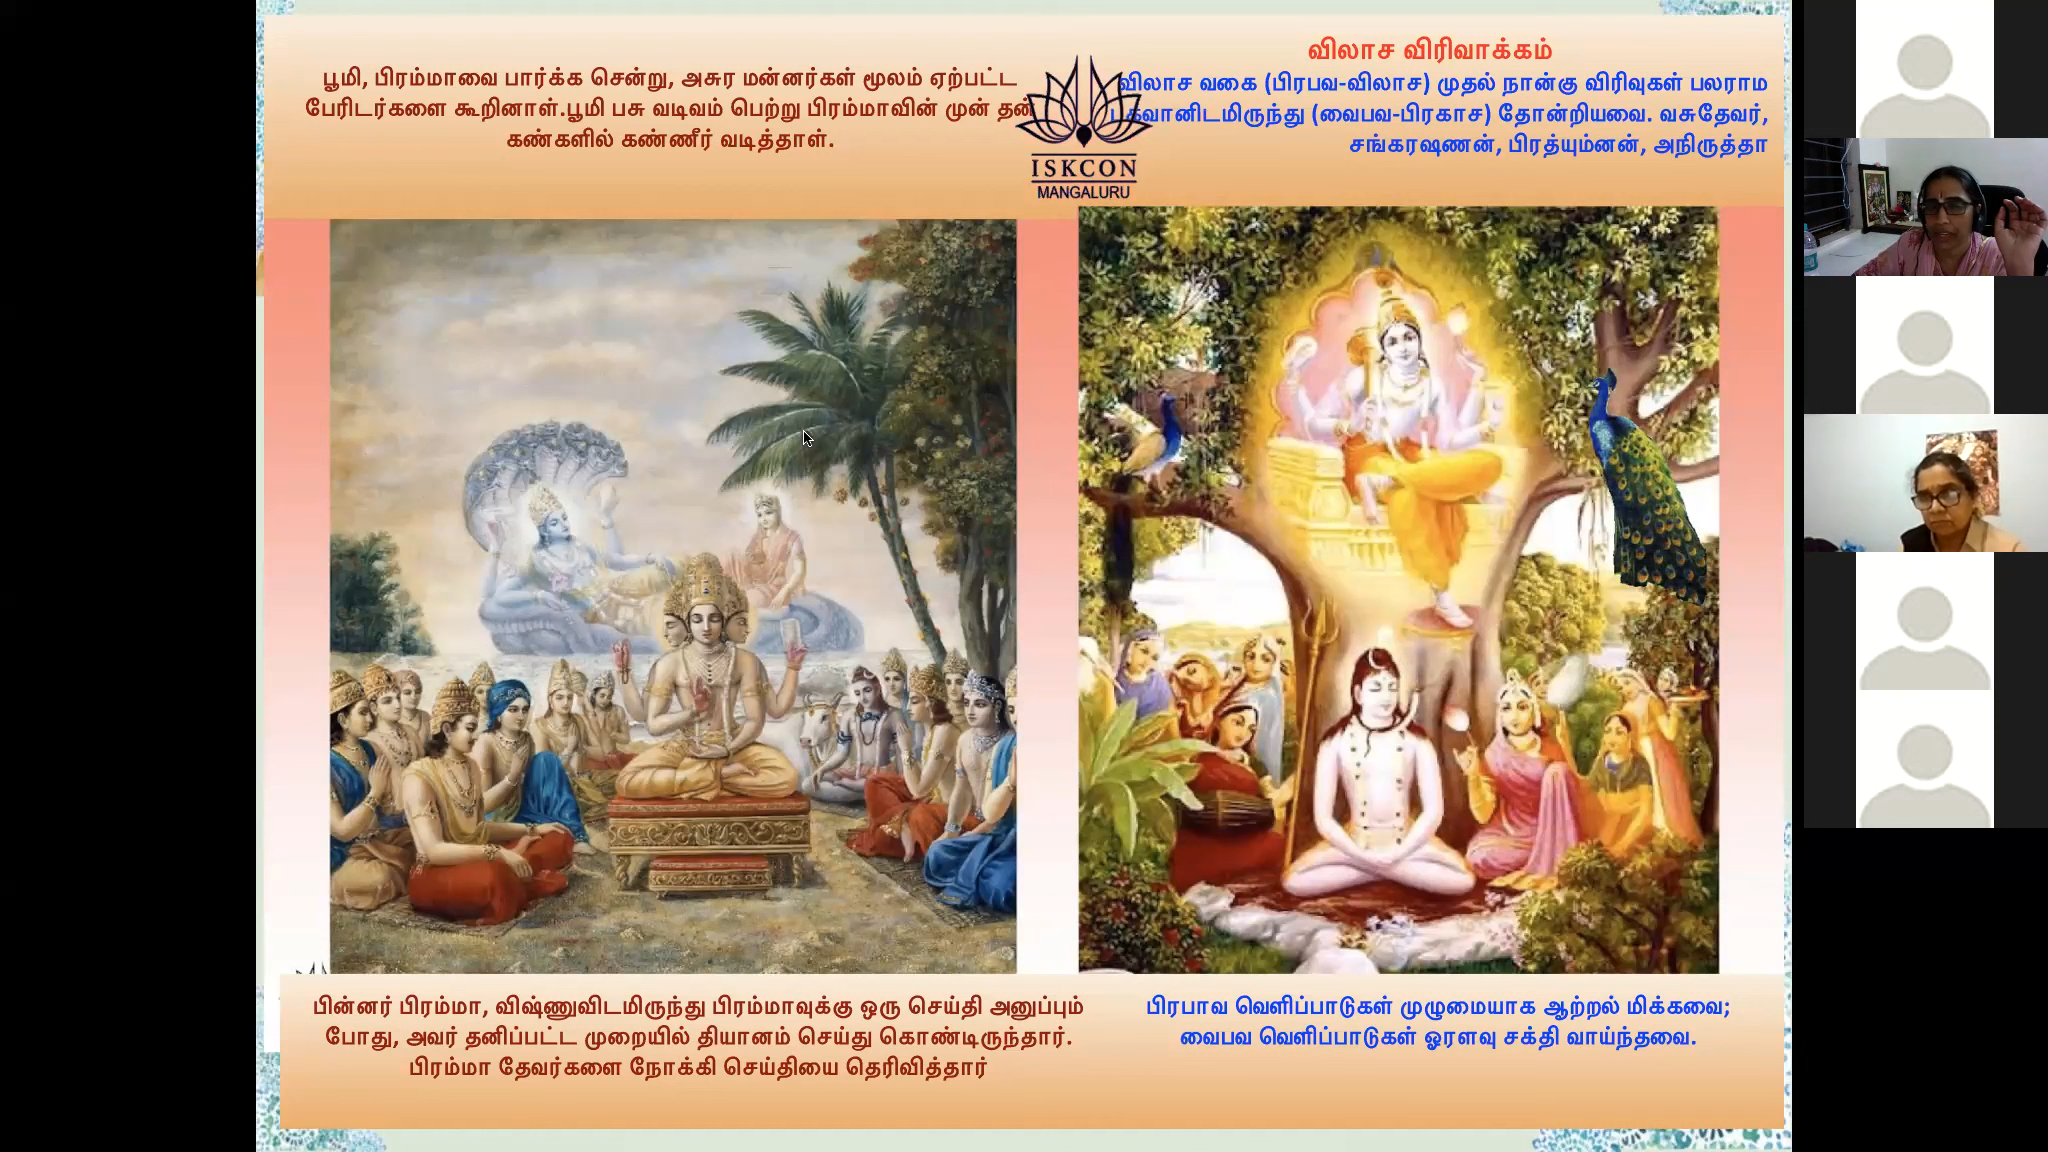 பூமி, பிரம்மாவை பார்க்க சென்று, அசுர மன்னர்கள் மூலம் ஏற்பட்ட
பேரிடர்களை கூறினாள்.பூமி பசு வடிவம் பெற்று பிரம்மாவின் முன் தன்
கண்களில் கண்ணீர் வடித்தாள்.
ISKCON
MANGALURU
விலாச விரிவாக்கம்
விலாச வகை (பிரபவ-விலாச) முதல் நான்கு விரிவுகள் பலராம
பகவானிடமிருந்து (வைபவ-பிரகாச) தோன்றியவை. வசுதேவர்,
சங்கரஷணன், பிரத்யும்னன், அநிருத்தா
பின்னர் பிரம்மா, விஷ்ணுவிடமிருந்து பிரம்மாவுக்கு ஒரு செய்தி அனுப்பும்
போது, அவர் தனிப்பட்ட முறையில் தியானம் செய்து கொண்டிருந்தார்.
பிரம்மா தேவர்களை நோக்கி செய்தியை தெரிவித்தார்
பிரபாவ வெளிப்பாடுகள் முழுமையாக ஆற்றல் மிக்கவை;
வைபவ வெளிப்பாடுகள் ஓரளவு சக்தி வாய்ந்தவை.